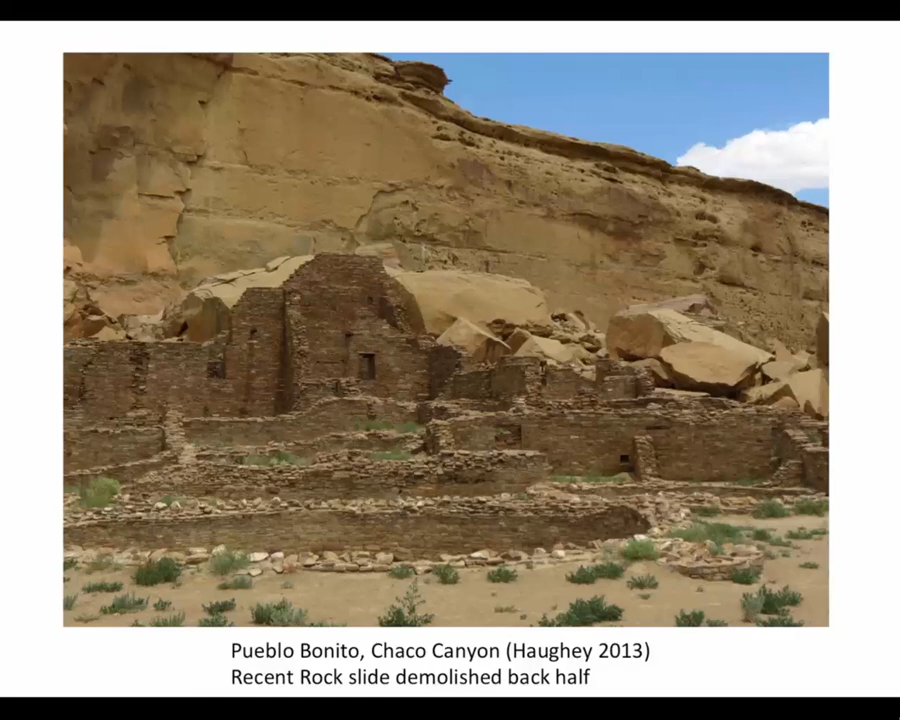 Pueblo Bonito, Chaco Canyon (Haughey 2013)
Recent Rock slide demolished back half